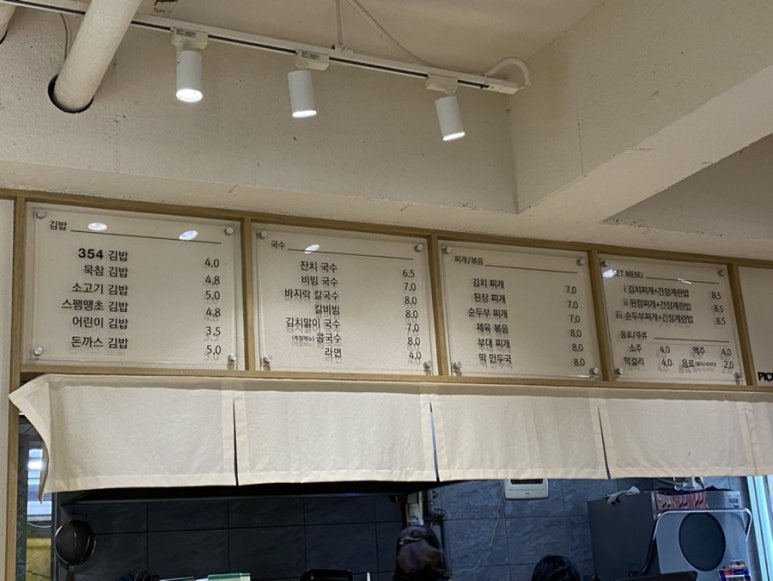 김밥
354 김밥 4.0
묵참 김밥 4.8
소고기 김밥 5.0
스팸땡초 김밥 4.8
어린이 김밥 3.5
돈까스 김밥 5.0
국수
잔치 국수 6.5
비빔 국수 7.0
바지락 칼국수 8.0
칼비빔 8.0
김치말이 국수 7.0
(계절메뉴) 콩국수 8.0
라면 4.0
찌개/볶음
김치 찌개 7.0
된장 찌개 7.0
순두부 찌개 7.0
제육 볶음 8.0
부대 찌개 8.0
떡 만두국 8.0
SET MENU
i 김치찌개+간장계란밥 8.5
ii 된장찌개+간장계란밥 8.5
iii 순두부찌개+간장계란밥 8.5
음료/주류
소주 4.0 맥주 4.0
막걸리 4.0 음료 2.0
PIC